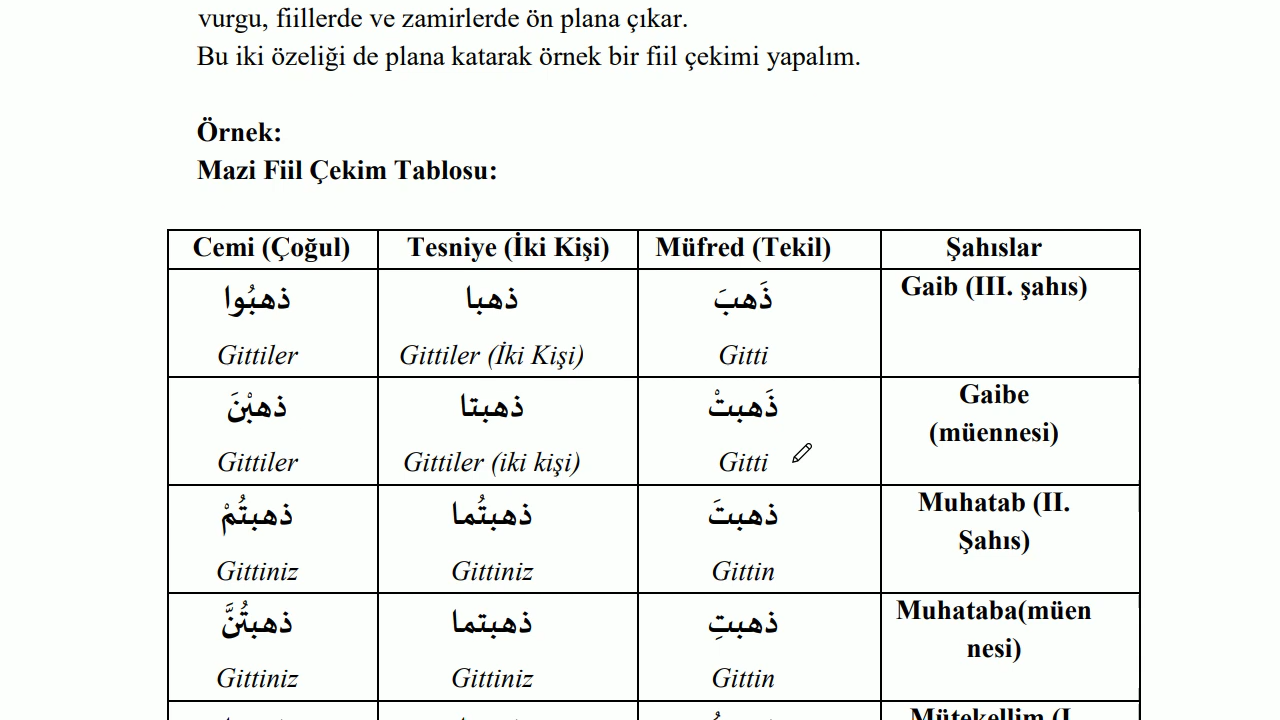 vurgu, fiillerde ve zamirlerde ön plana çıkar.
Bu iki özeliği de plana katarak örnek bir fiil çekimi yapalım.
Örnek:
Mazi Fiil Çekim Tablosu:
Cemi (Çoğul) Tesniye (İki Kişi) Müfred (Tekil) Şahıslar
ذهبُوا ذهبا ذَهبَ Gaib (III. şahıs)
Gittiler Gittiler (İki Kişi) Gitti
ذهبْنَ ذهبتا ذَهبتْ Gaibe
(müennesi)
Gittiler Gittiler (iki kişi) Gitti
ذهبتُمْ ذهبتُما ذهبتَ Muhatab (II.
Şahıs)
Gittiniz Gittiniz Gittin
ذهبتُنَّ ذهبتما ذهبتِ Muhataba(müen
nesi)
Gittiniz Gittiniz Gittin
Mütekellim (I.